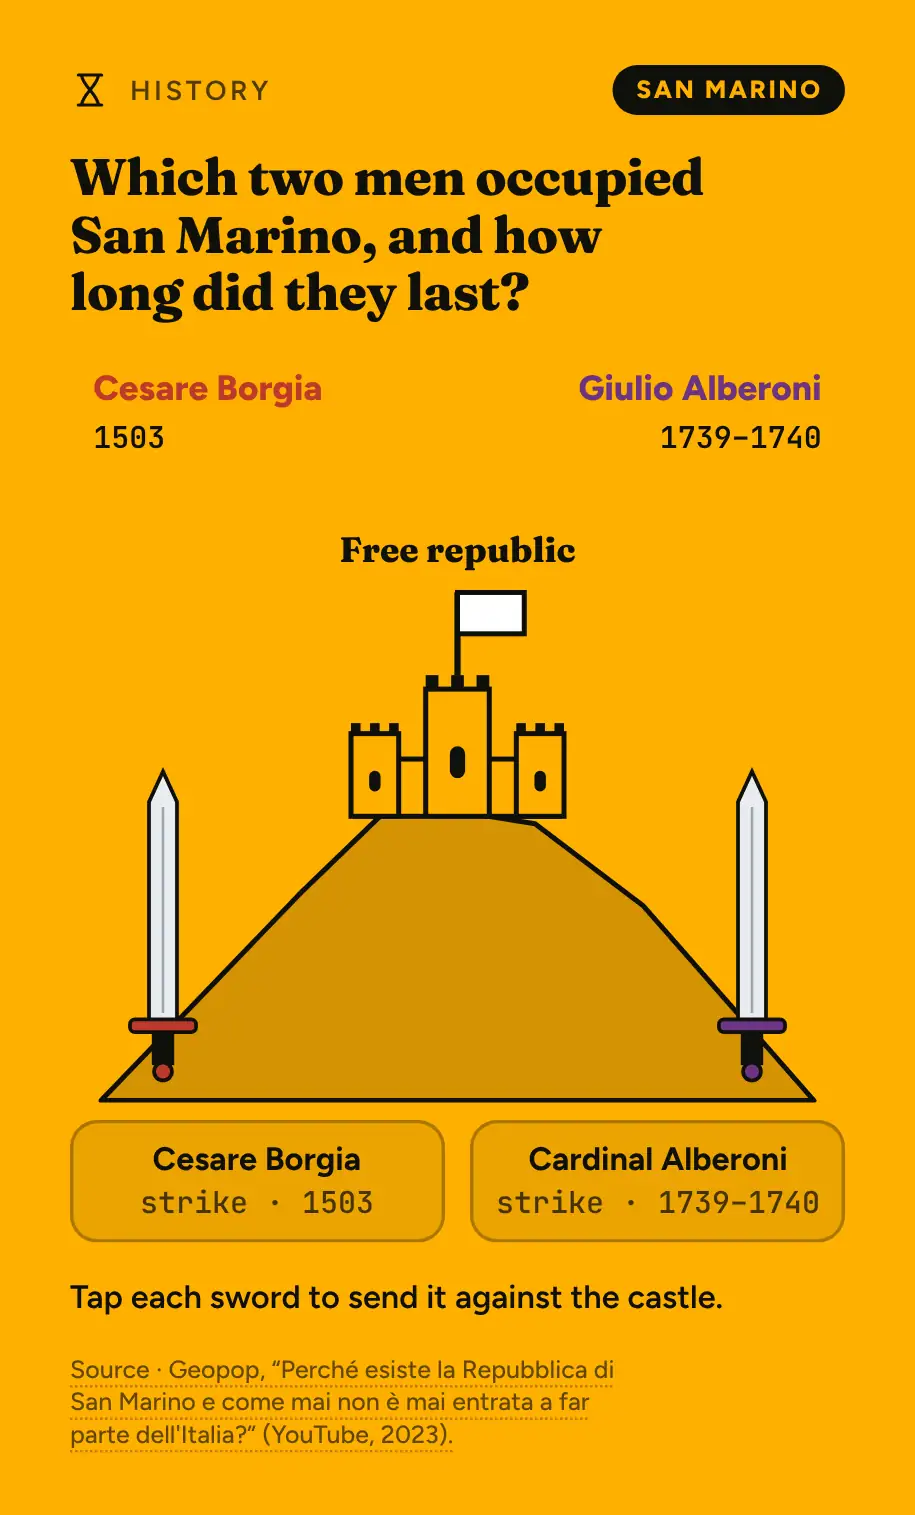 HISTORY
SAN MARINO
Which two men occupied
San Marino, and how
long did they last?
Cesare Borgia
1503
Giulio Alberoni
1739–1740
Free republic
Cesare Borgia
strike · 1503
Cardinal Alberoni
strike · 1739–1740
Tap each sword to send it against the castle.
Source · Geopop, “Perché esiste la Repubblica di
San Marino e come mai non è mai entrata a far
parte dell'Italia?” (YouTube, 2023).